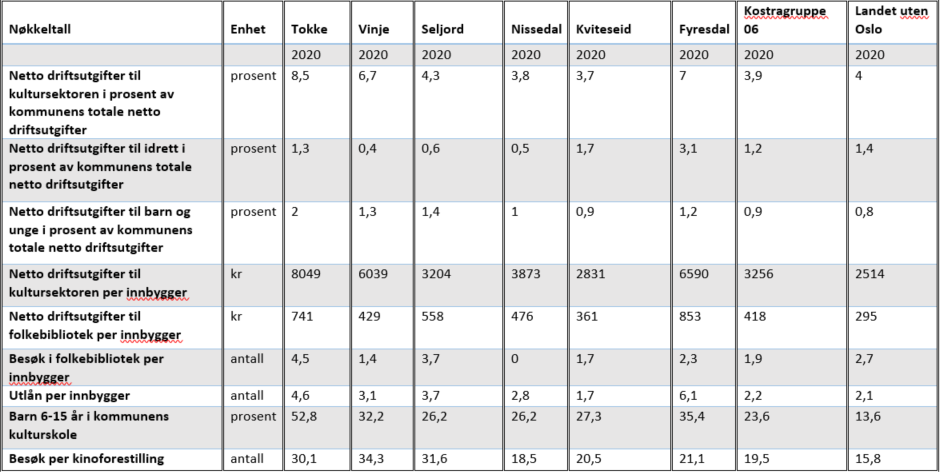 Nøkkeltall Enhet Tokke Vinje Seljord Nissedal Kviteseid Fyresdal Kostragruppe 06 Landet uten Oslo
2020 2020 2020 2020 2020 2020 2020 2020
Netto driftsutgifter til prosent 8,5 6,7 4,3 3,8 3,7 7 3,9 4
kultursektoren i prosent av
kommunens totale netto
driftsutgifter
Netto driftsutgifter til idrett i prosent 1,3 0,4 0,6 0,5 1,7 3,1 1,2 1,4
prosent av kommunens totale
netto driftsutgifter
Netto driftsutgifter til barn og prosent 2 1,3 1,4 1 0,9 1,2 0,9 0,8
unge i prosent av kommunens
totale netto driftsutgifter
Netto driftsutgifter til kr 8049 6039 3204 3873 2831 6590 3256 2514
kultursektoren per innbygger
Netto driftsutgifter til kr 741 429 558 476 361 853 418 295
folkebibliotek per innbygger
Besøk i folkebibliotek per antall 4,5 1,4 3,7 0 1,7 2,3 1,9 2,7
innbygger
Utlån per innbygger antall 4,6 3,1 3,7 2,8 1,7 6,1 2,2 2,1
Barn 6-15 år i kommunens prosent 52,8 32,2 26,2 26,2 27,3 35,4 23,6 13,6
kulturskole
Besøk per kinoforestilling antall 30,1 34,3 31,6 18,5 20,5 21,1 19,5 15,8